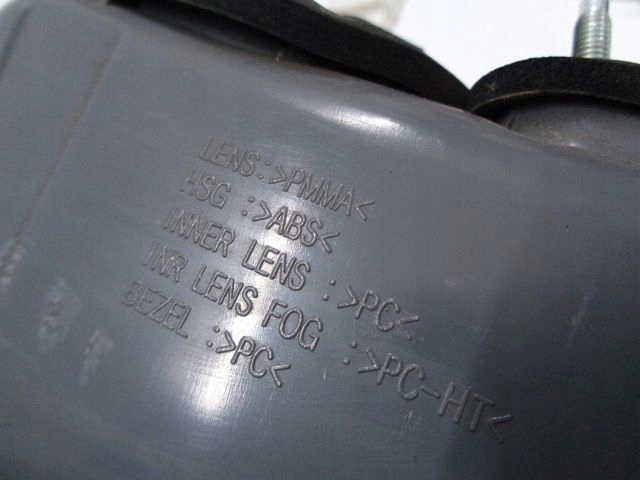 LENS:>PMMA<
HSG :>ABS<
INNER LENS :>PC<
INR LENS FOG :>PC-HT<
BEZEL :>PC<